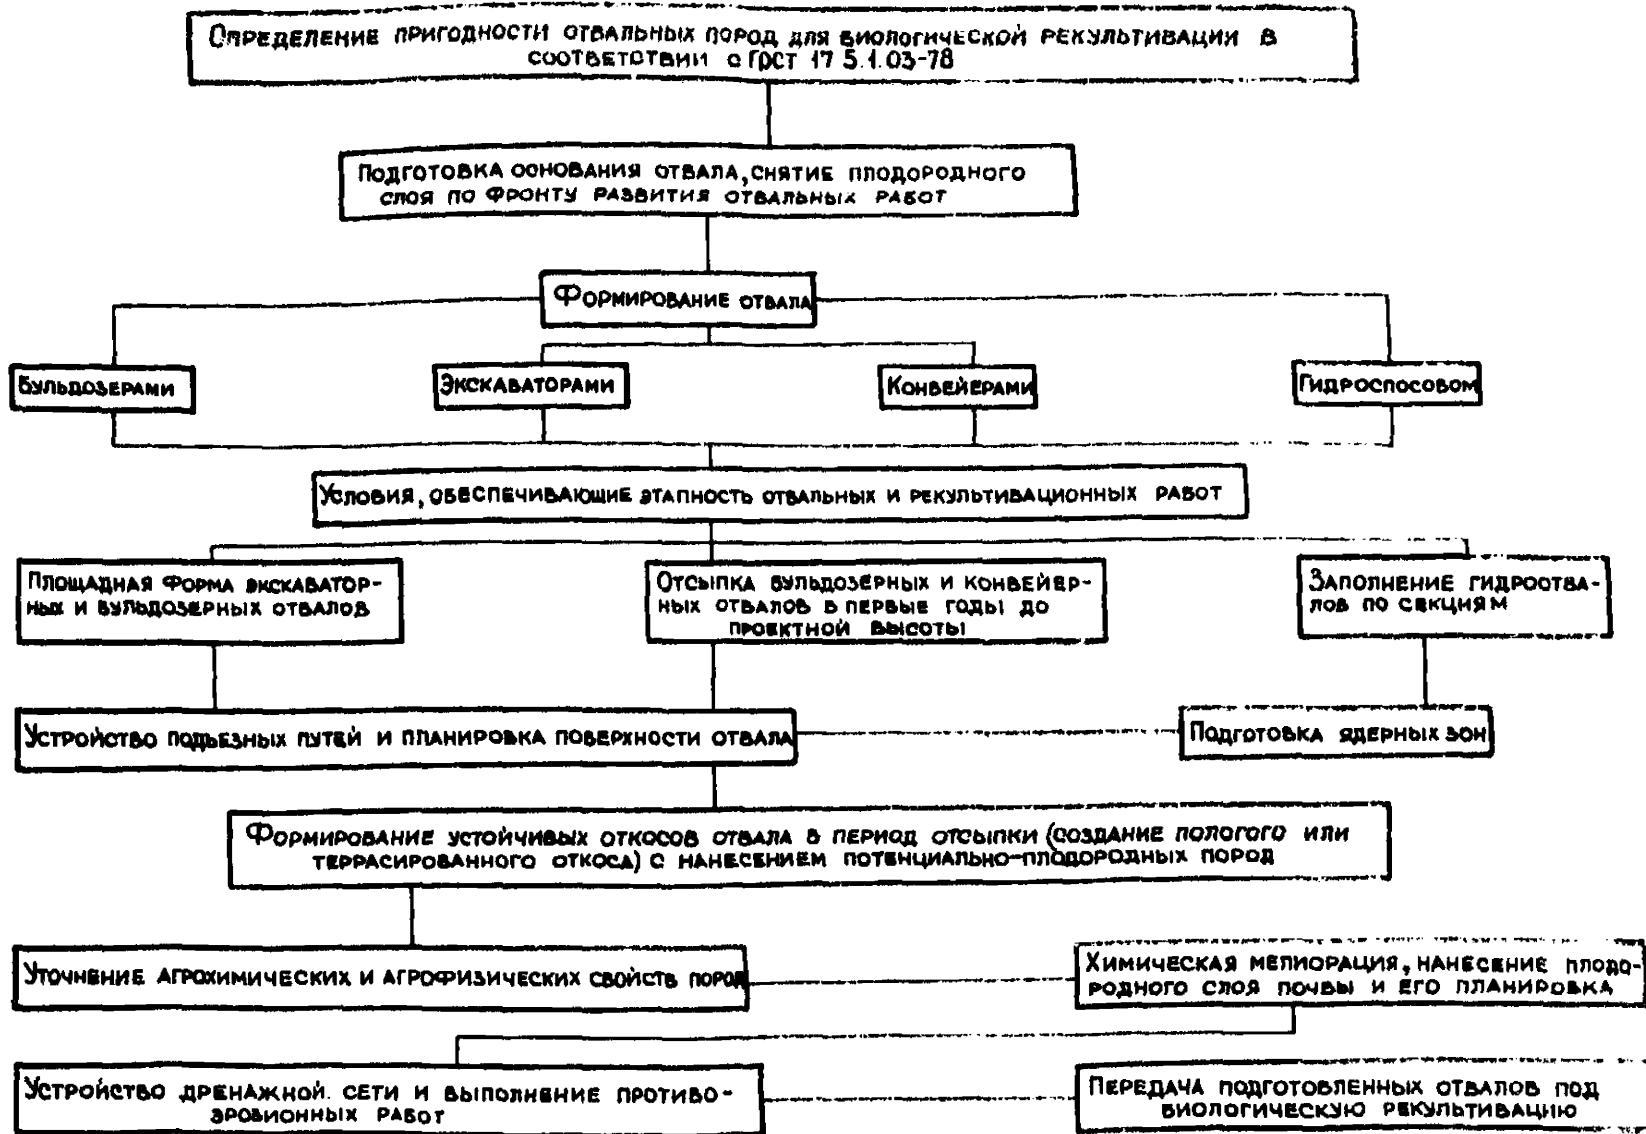 Определение пригодности отвальных пород для биологической рекультивации в
соответствии с ГОСТ 17 5.1.03-78
Подготовка основания отвала, снятие плодородного
слоя по фронту развития отвальных работ
Формирование отвала
Бульдозерами
Экскаваторами
Конвейерами
Гидроспособом
Условия, обеспечивающие этапность отвальных и рекультивационных работ
Площадная форма экскаватор-
ных и бульдозерных отвалов
Отсыпка бульдозерных и конвейер-
ных отвалов в первые годы до
проектной высоты
Заполнение гидроотва-
лов по секциям
Устройство подъезных путей и планировка поверхности отвала
Подготовка ядерных зон
Формирование устойчивых откосов отвала в период отсыпки (создание пологого или
террасированного откоса) с нанесением потенциально-плодородных пород
Уточнение агрохимических и агрофизических свойств пород
Химическая мелиорация, нанесение плодо-
родного слоя почвы и его планировка
Устройство дренажной сети и выполнение противо-
эрозионных работ
Передача подготовленных отвалов под
биологическую рекультивацию